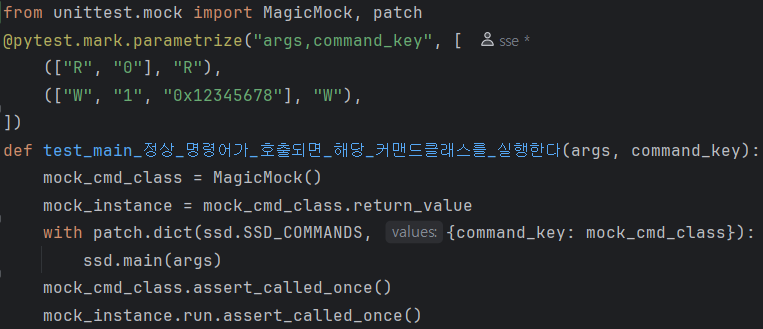 from unittest.mock import MagicMock, patch
@pytest.mark.parametrize("args,command_key", [ sse *
    (["R", "0"], "R"),
    (["W", "1", "0x12345678"], "W"),
])
def test_main_정상_명령어가_호출되면_해당_커맨드클래스를_실행한다(args, command_key):
    mock_cmd_class = MagicMock()
    mock_instance = mock_cmd_class.return_value
    with patch.dict(ssd.SSD_COMMANDS, values: {command_key: mock_cmd_class}):
        ssd.main(args)
    mock_cmd_class.assert_called_once()
    mock_instance.run.assert_called_once()